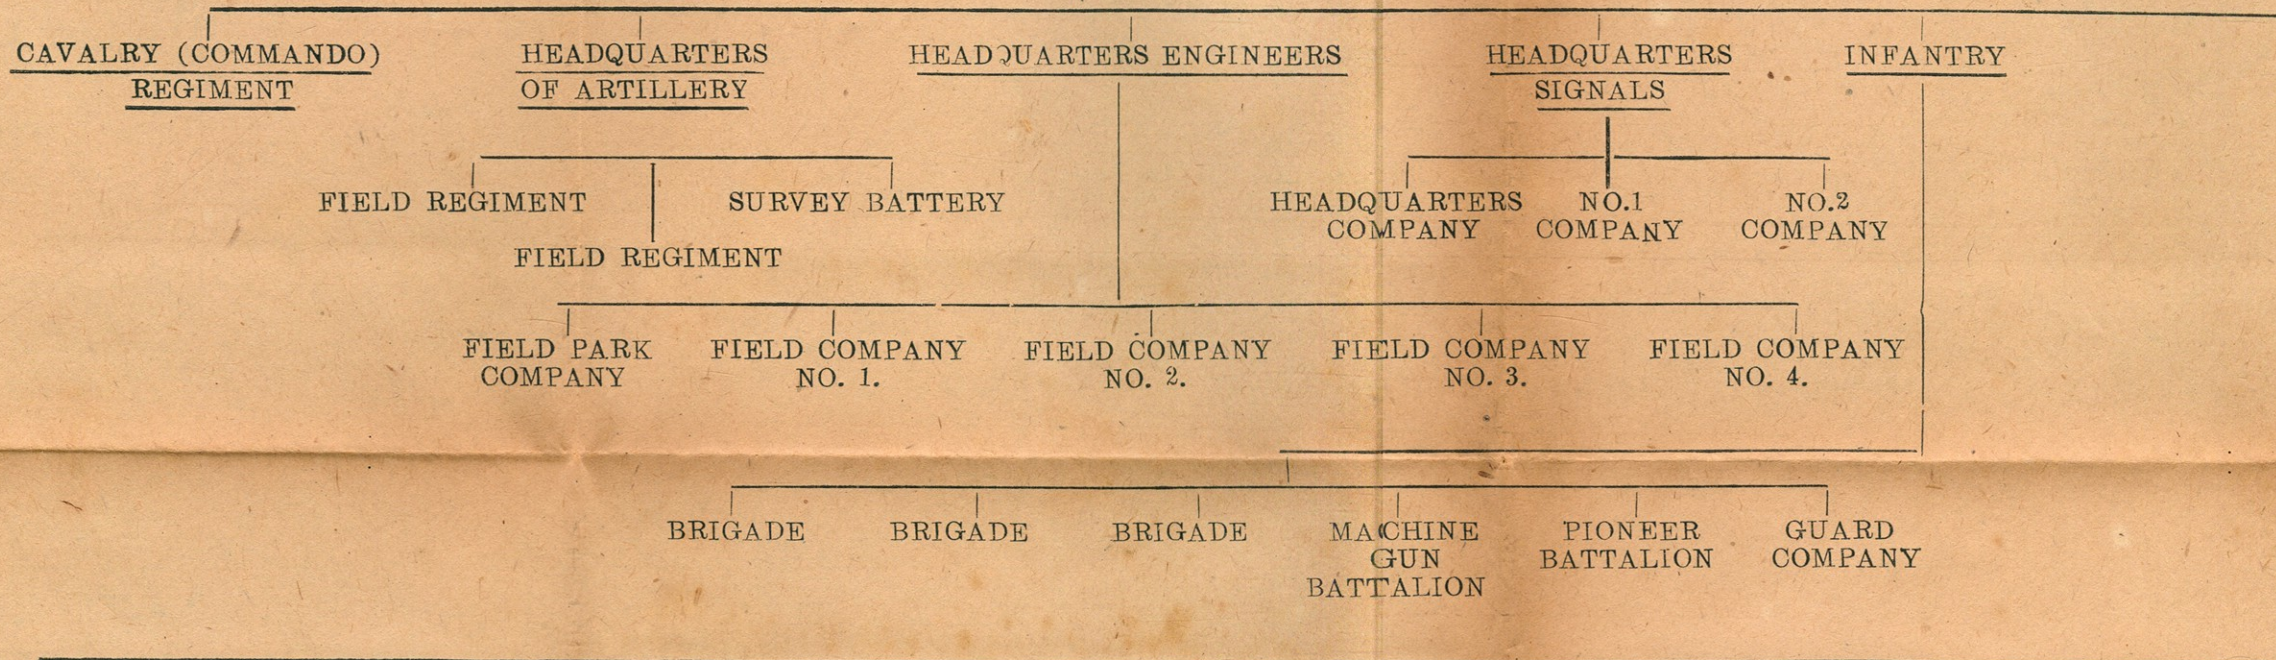 CAVALRY (COMMANDO)
REGIMENT
HEADQUARTERS
OF ARTILLERY
HEADQUARTERS ENGINEERS
HEADQUARTERS
SIGNALS
INFANTRY
FIELD REGIMENT
FIELD REGIMENT
SURVEY BATTERY
HEADQUARTERS
COMPANY
NO.1
COMPANY
NO.2
COMPANY
FIELD PARK
COMPANY
FIELD COMPANY
NO. 1.
FIELD COMPANY
NO. 2.
FIELD COMPANY
NO. 3.
FIELD COMPANY
NO. 4.
BRIGADE
BRIGADE
BRIGADE
MACHINE
GUN
BATTALION
PIONEER
BATTALION
GUARD
COMPANY